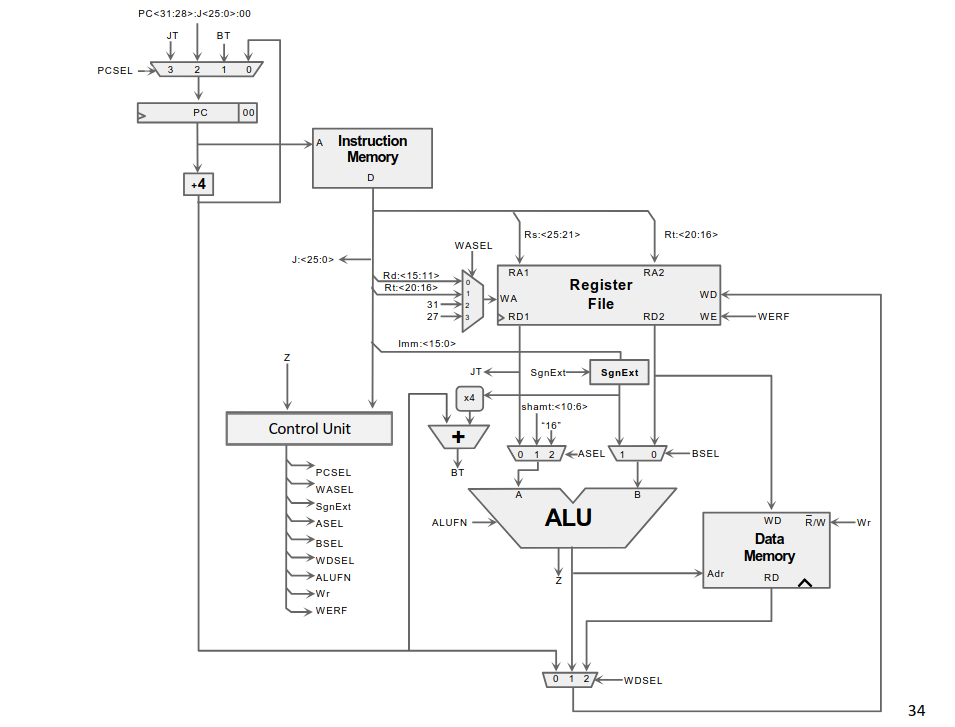 PC<31:28>:J<25:0>:00
JT
BT
PCSEL
3 2 1 0
PC 00
A Instruction
Memory
D
+4
Rs:<25:21>
Rt:<20:16>
WASEL
J:<25:0>
RA1 RA2
Rd:<15:11>
0
Register
Rt:<20:16>
1
WD
WA
File
31
2
27
3
RD1 RD2 WE
WERF
Imm:<15:0>
Z
JT
SgnExt
SgnExt
x4
shamt:<10:6>
"16"
Control Unit
+
0 1 2
ASEL
1 0
BSEL
BT
PCSEL
WASEL
SgnExt
ASEL
BSEL
WDSEL
ALUFN
Wr
WERF
A B
ALUFN
ALU
WD R/W
Wr
Data
Memory
Adr
RD
Z
0 1 2
WDSEL
34